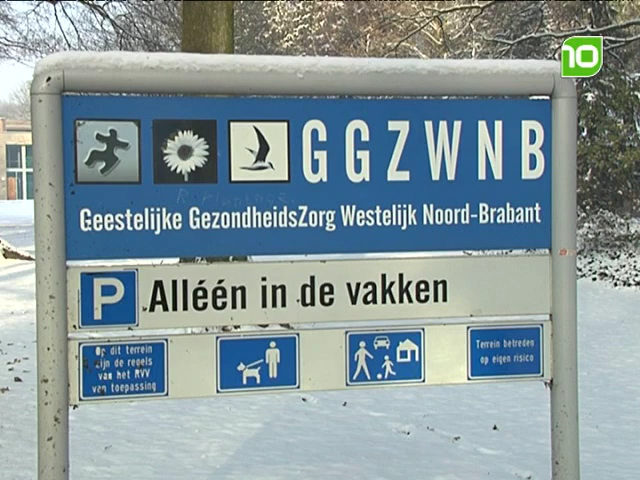 10
GGZWNB
Geestelijke GezondheidsZorg Westelijk Noord-Brabant
P Alléén in de vakken
Op dit terrein
zijn de regels
van het RVV
van toepassing
Terrein betreden
op eigen risico